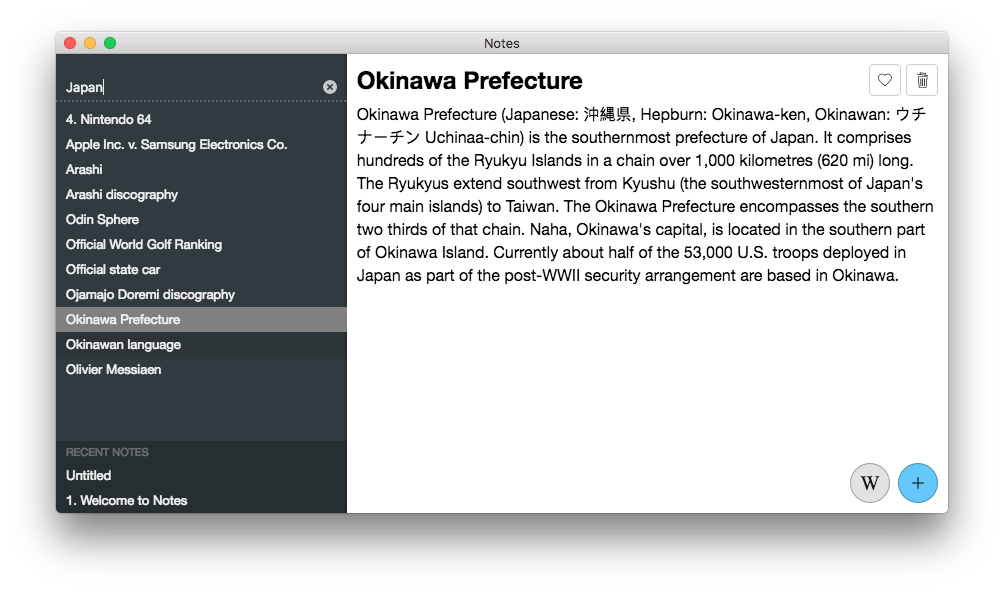 Notes
Japan
4. Nintendo 64
Apple Inc. v. Samsung Electronics Co.
Arashi
Arashi discography
Odin Sphere
Official World Golf Ranking
Official state car
Ojamajo Doremi discography
Okinawa Prefecture
Okinawan language
Olivier Messiaen
RECENT NOTES
Untitled
1. Welcome to Notes
Okinawa Prefecture
Okinawa Prefecture (Japanese: 沖縄県, Hepburn: Okinawa-ken, Okinawan: ウチ
ナーチン Uchinaa-chin) is the southernmost prefecture of Japan. It comprises
hundreds of the Ryukyu Islands in a chain over 1,000 kilometres (620 mi) long.
The Ryukyus extend southwest from Kyushu (the southwesternmost of Japan's
four main islands) to Taiwan. The Okinawa Prefecture encompasses the southern
two thirds of that chain. Naha, Okinawa's capital, is located in the southern part
of Okinawa Island. Currently about half of the 53,000 U.S. troops deployed in
Japan as part of the post-WWII security arrangement are based in Okinawa.
W
+